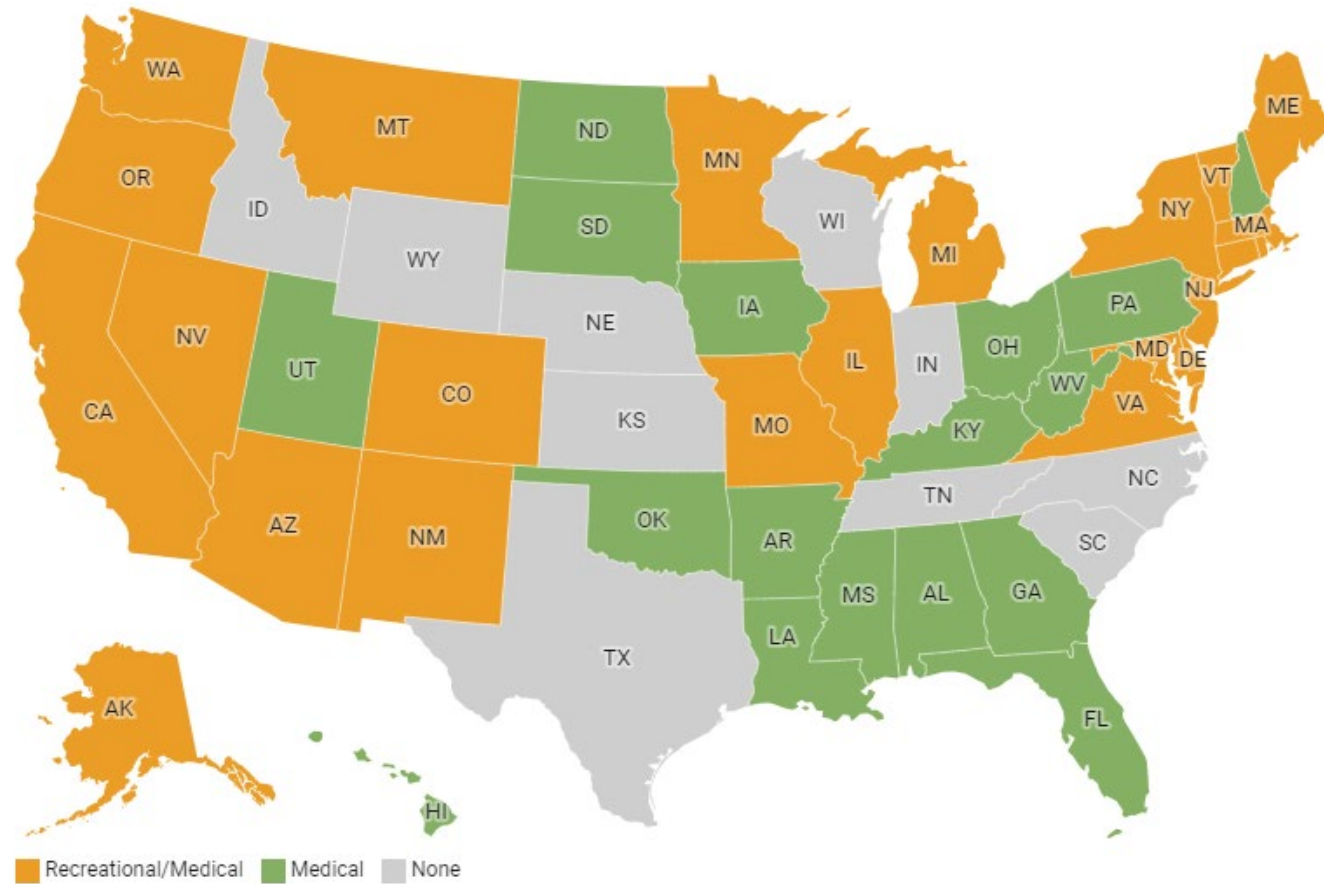 WA
MT
ND
MN
ME
OR
ID
SD
WI
VT
NY
MA
WY
MI
IA
PA
NJ
NV
NE
UT
CO
IL
IN
OH
MD
DE
WV
CA
KS
MO
KY
VA
AZ
NM
OK
AR
TN
NC
SC
MS
AL
GA
LA
TX
AK
FL
HI
Recreational/Medical Medical None